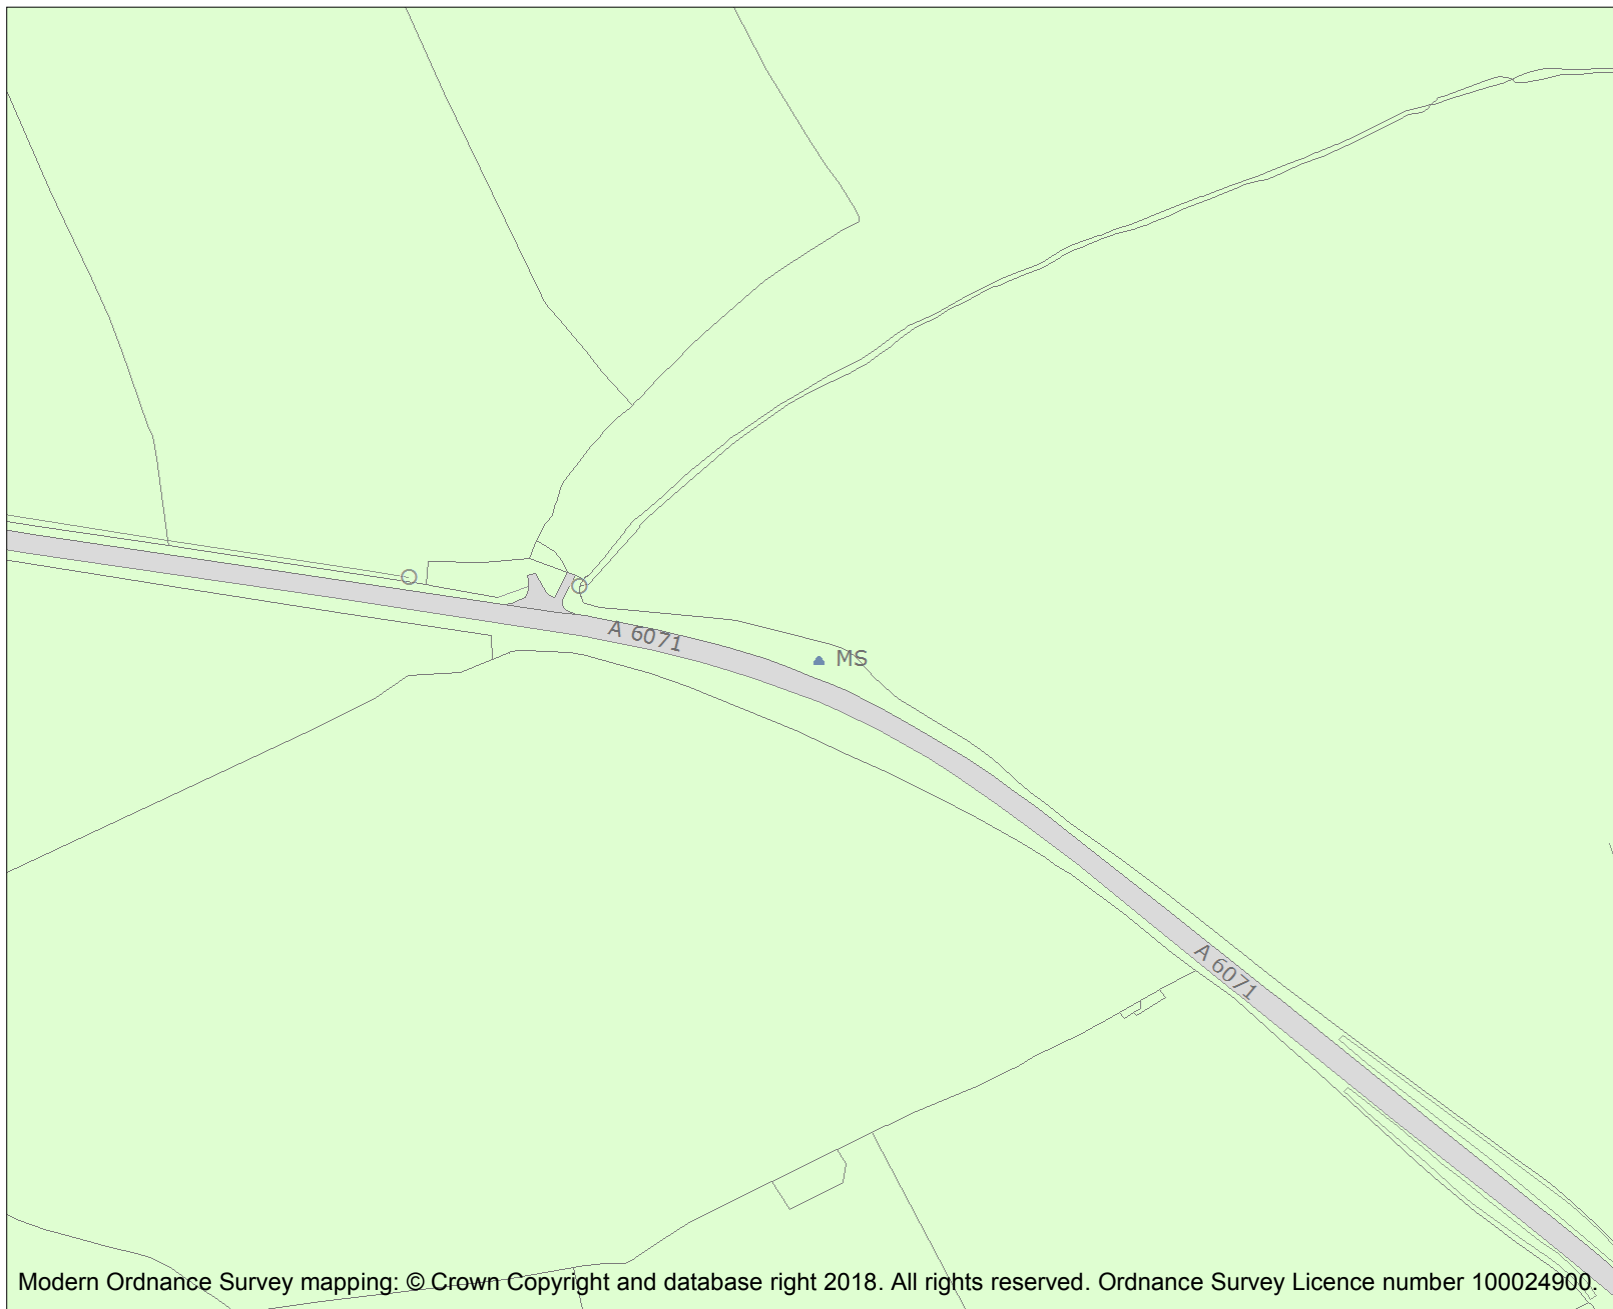 A 6071
MS
A 6071
Modern Ordnance Survey mapping: © Crown Copyright and database right 2018. All rights reserved. Ordnance Survey Licence number 100024900.